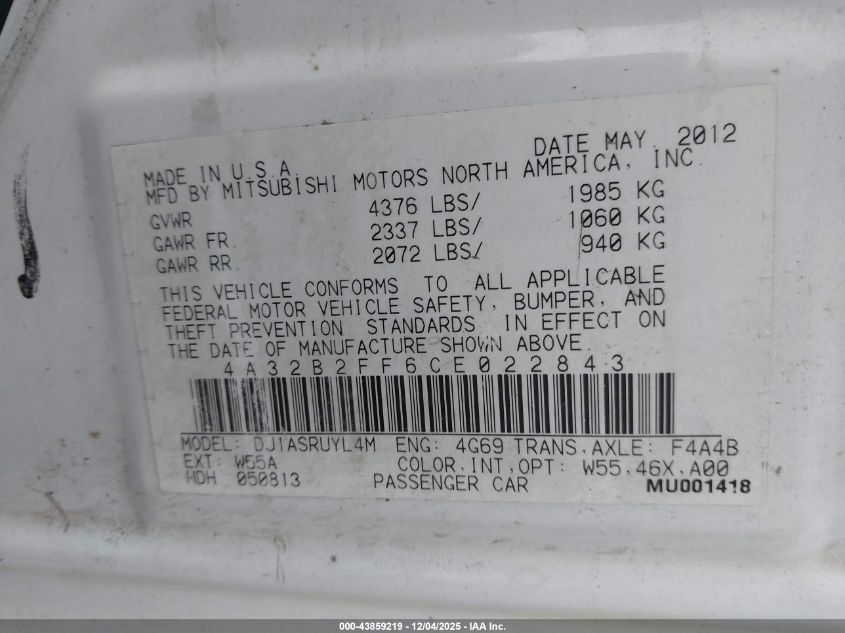 DATE MAY. 2012
MADE IN U.S.A.
MFD BY MITSUBISHI MOTORS NORTH AMERICA, INC.
GVWR 4376 LBS/ 1985 KG
GAWR FR. 2337 LBS/ 1060 KG
GAWR RR. 2072 LBS/ 940 KG
THIS VEHICLE CONFORMS TO ALL APPLICABLE
FEDERAL MOTOR VEHICLE SAFETY, BUMPER, AND
THEFT PREVENTION STANDARDS IN EFFECT ON
THE DATE OF MANUFACTURE SHOWN ABOVE.
4A32B2FF6CE022843
MODEL: DJ1ASRUYL4M ENG: 4G69 TRANS.AXLE: F4A4B
EXT: W55A COLOR.INT,OPT: W55.46X.A00
HDH 050813 PASSENGER CAR MU001418
000-43859219 - 12/04/2025 - IAA Inc.